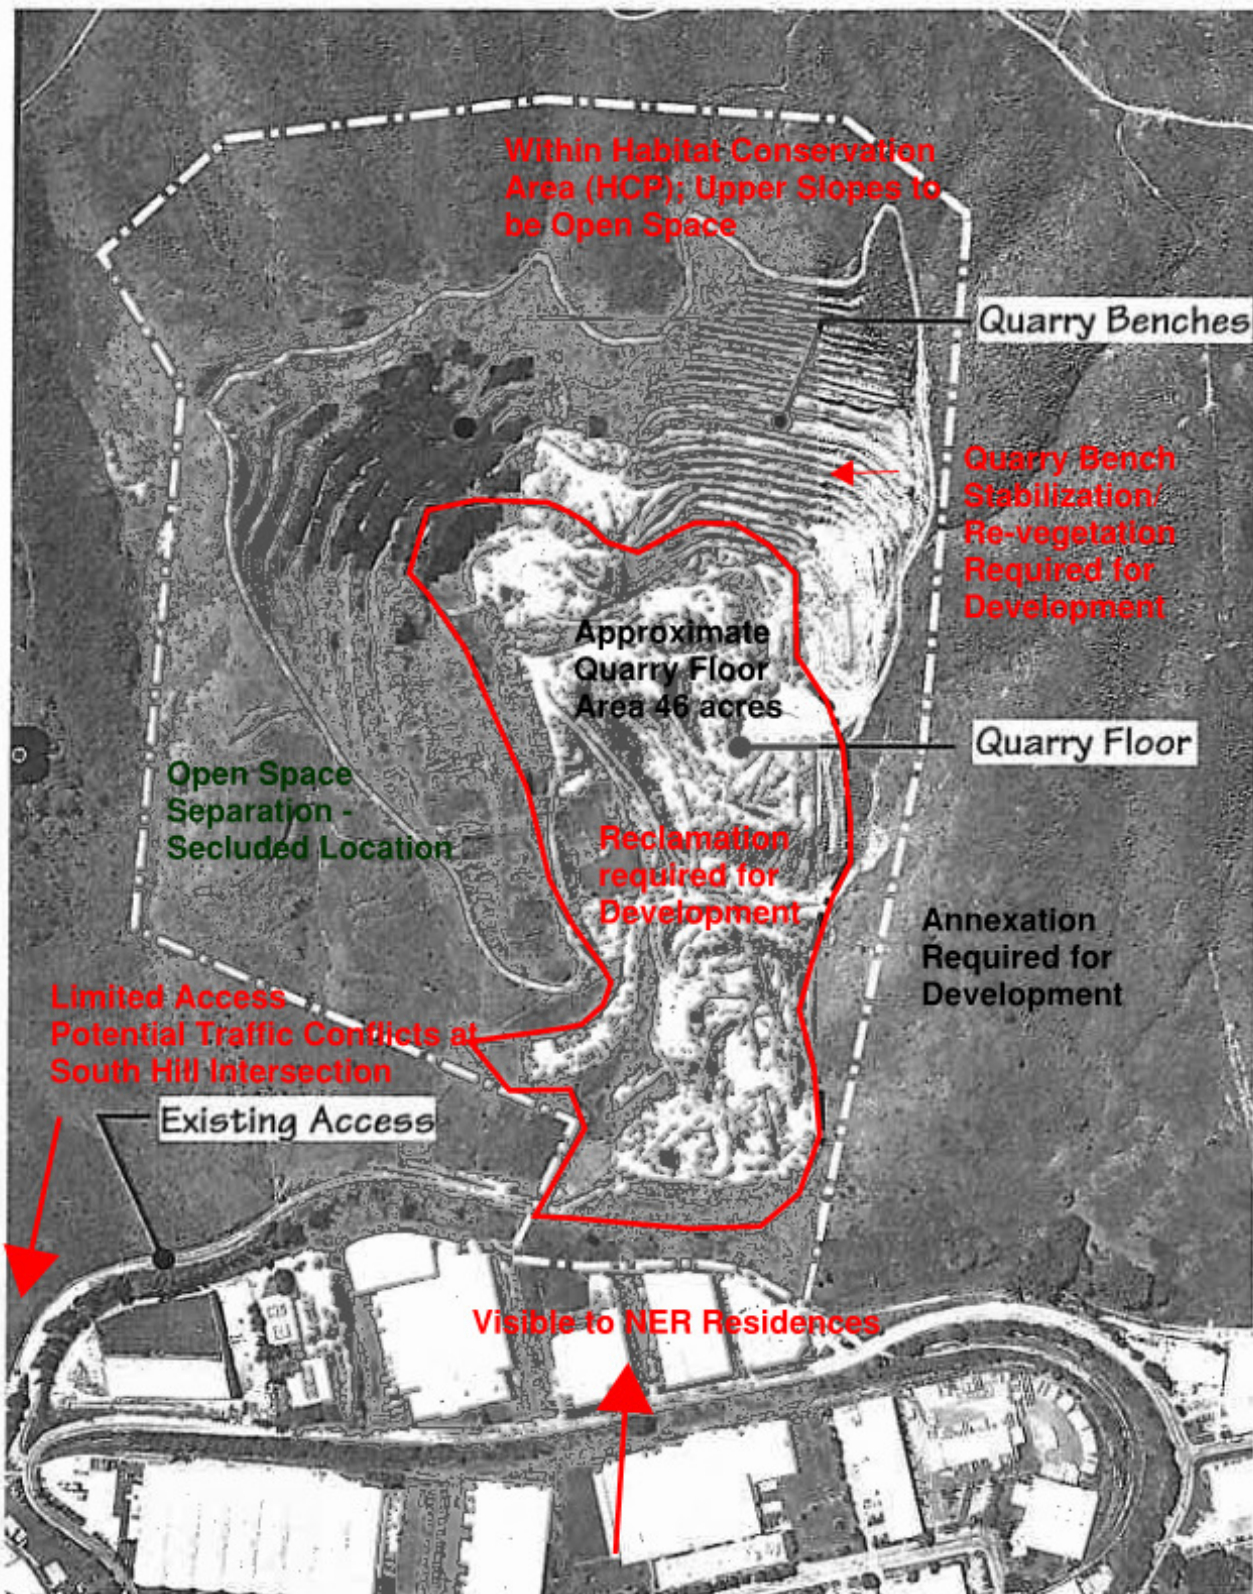 Within Habitat Conservation
Area (HCP); Upper Slopes to
be Open Space
Quarry Benches
Quarry Bench
Stabilization/
Re-vegetation
Required for
Development
Approximate
Quarry Floor
Area 46 acres
Quarry Floor
Open Space
Separation -
Secluded Location
Reclamation
required for
Development
Annexation
Required for
Development
Limited Access
Potential Traffic Conflicts at
South Hill Intersection
Existing Access
Visible to NER Residences